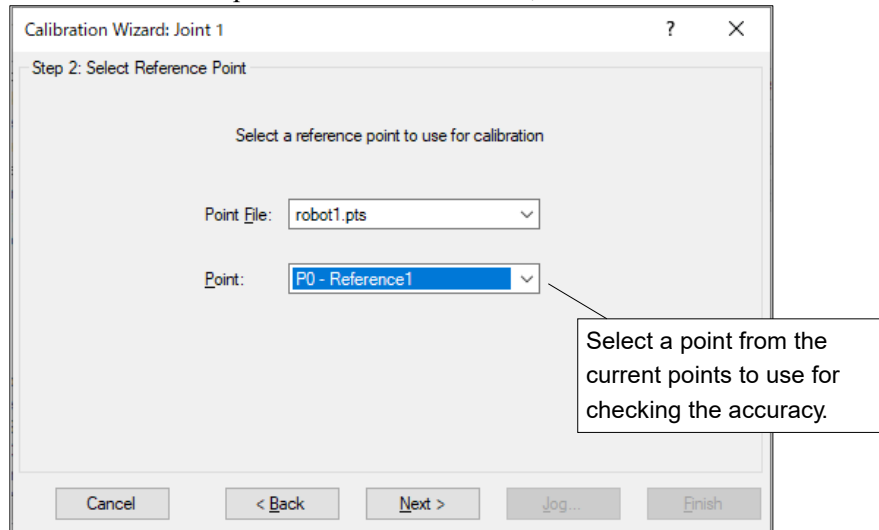 Calibration Wizard: Joint 1 ? ×
Step 2: Select Reference Point
Select a reference point to use for calibration
Point File: robot1.pts
Point: P0 - Reference1
Select a point from the
current points to use for
checking the accuracy.
Cancel < Back Next > Jog... Finish